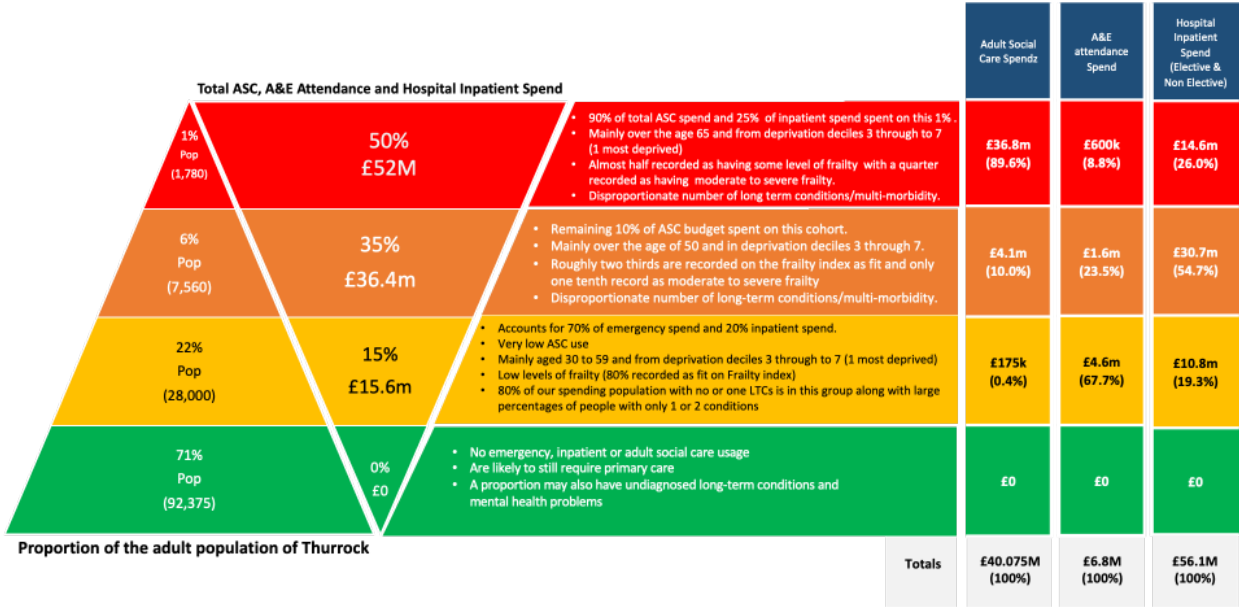 Adult Social
Care Spendz
A&E
attendance
Spend
Hospital
Inpatient
Spend
(Elective &
Non Elective)
Total ASC, A&E Attendance and Hospital Inpatient Spend
1%
Pop
(1,780)
50%
£52M
• 90% of total ASC spend and 25% of inpatient spend spent on this 1% .
• Mainly over the age 65 and from deprivation deciles 3 through to 7
(1 most deprived)
• Almost half recorded as having some level of frailty with a quarter
recorded as having moderate to severe frailty.
• Disproportionate number of long term conditions/multi-morbidity.
£36.8m
(89.6%)
£600k
(8.8%)
£14.6m
(26.0%)
6%
Pop
(7,560)
35%
£36.4m
• Remaining 10% of ASC budget spent on this cohort.
• Mainly over the age of 50 and in deprivation deciles 3 through 7.
• Roughly two thirds are recorded on the frailty index as fit and only
one tenth record as moderate to severe frailty
• Disproportionate number of long-term conditions/multi-morbidity.
£4.1m
(10.0%)
£1.6m
(23.5%)
£30.7m
(54.7%)
22%
Pop
(28,000)
15%
£15.6m
• Accounts for 70% of emergency spend and 20% inpatient spend.
• Very low ASC use
• Mainly aged 30 to 59 and from deprivation deciles 3 through to 7 (1 most deprived)
• Low levels of frailty (80% recorded as fit on Frailty index)
• 80% of our spending population with no or one LTCs is in this group along with large
percentages of people with only 1 or 2 conditions
£175k
(0.4%)
£4.6m
(67.7%)
£10.8m
(19.3%)
71%
Pop
(92,375)
0%
£0
• No emergency, inpatient or adult social care usage
• Are likely to still require primary care
• A proportion may also have undiagnosed long-term conditions and
mental health problems
£0
£0
£0
Proportion of the adult population of Thurrock
Totals
£40.075M
(100%)
£6.8M
(100%)
£56.1M
(100%)